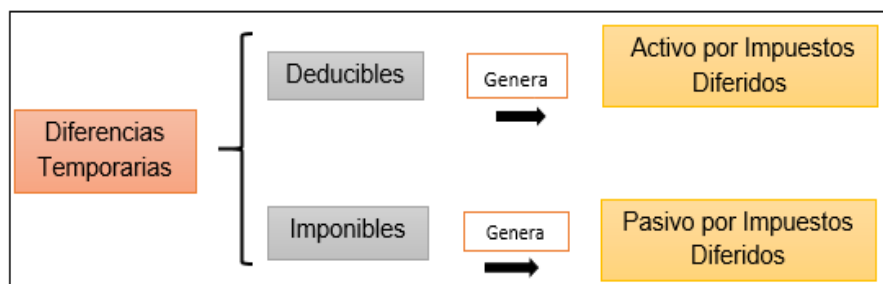 Diferencias
Temporarias
Deducibles
Genera
Activo por Impuestos
Diferidos
Imponibles
Genera
Pasivo por Impuestos
Diferidos